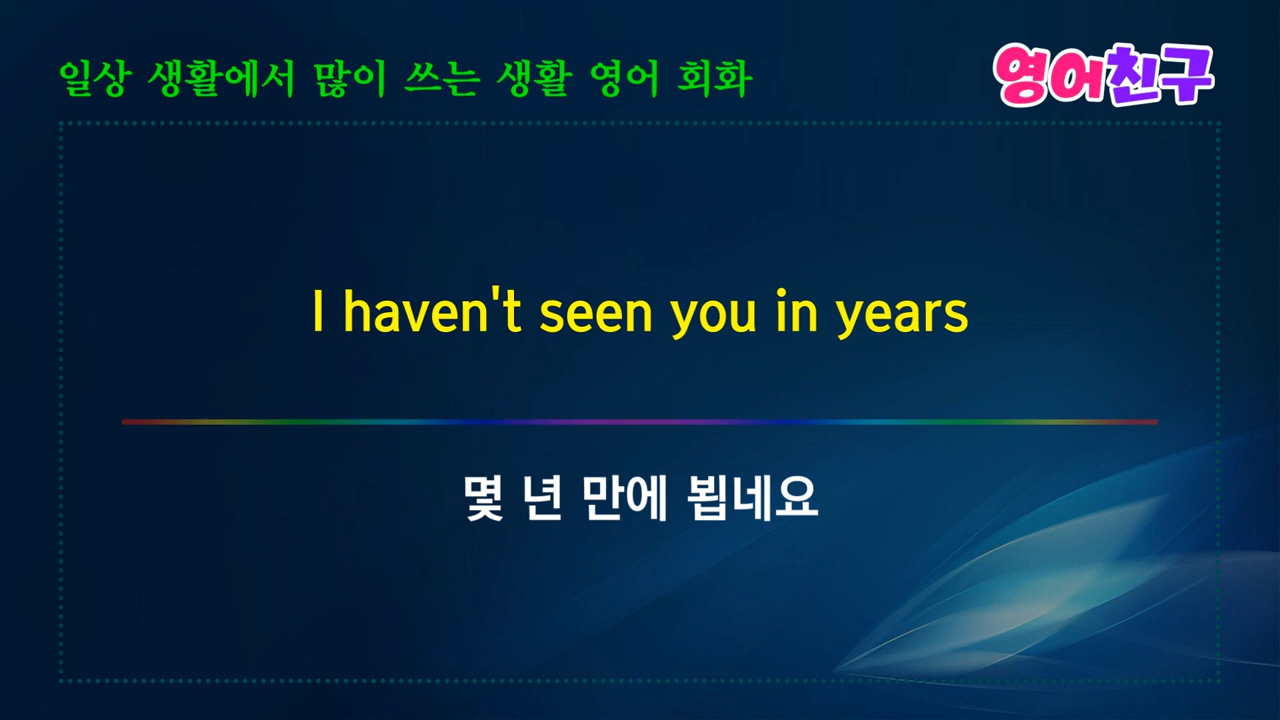 일상 생활에서 많이 쓰는 생활 영어 회화
영어친구
I haven't seen you in years
몇 년 만에 뵙네요